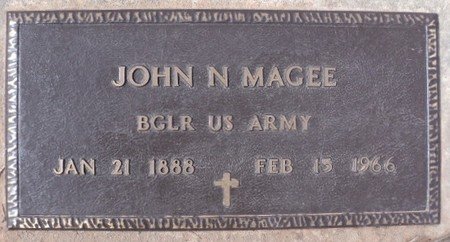 JOHN N MAGEE
BGLR US ARMY
JAN 21 1888 FEB 15 1966